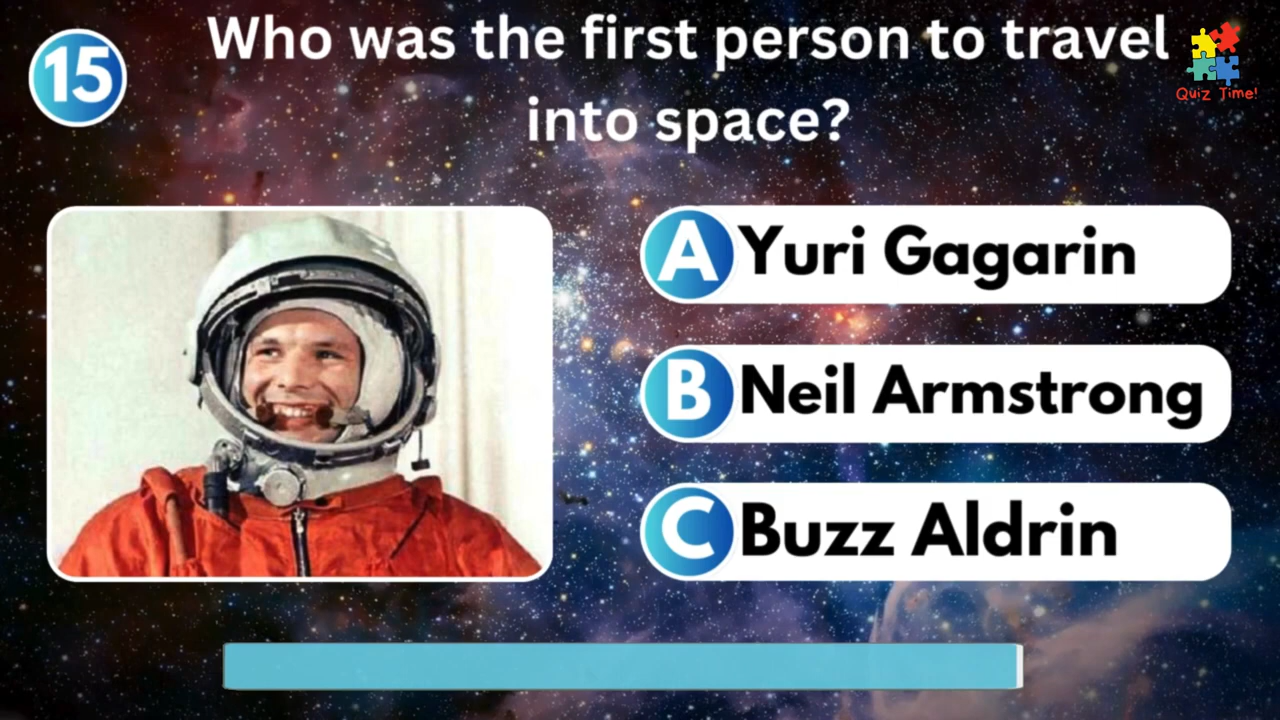 15
Who was the first person to travel
into space?
Quiz Time!
A Yuri Gagarin
B Neil Armstrong
C Buzz Aldrin